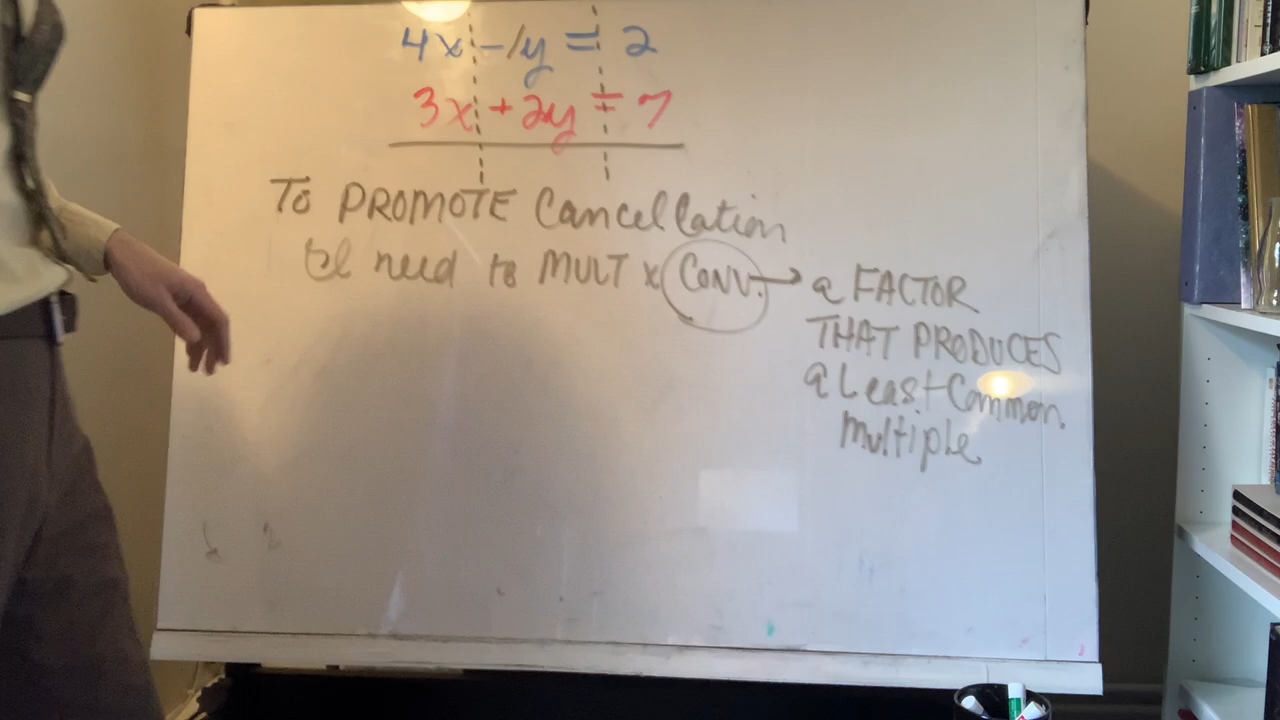 4x - 1y = 2
3x + 2y = 7
To PROMOTE Cancellation
I need to MULT x CONV. → a FACTOR
THAT PRODUCES
a Least Common
Multiple